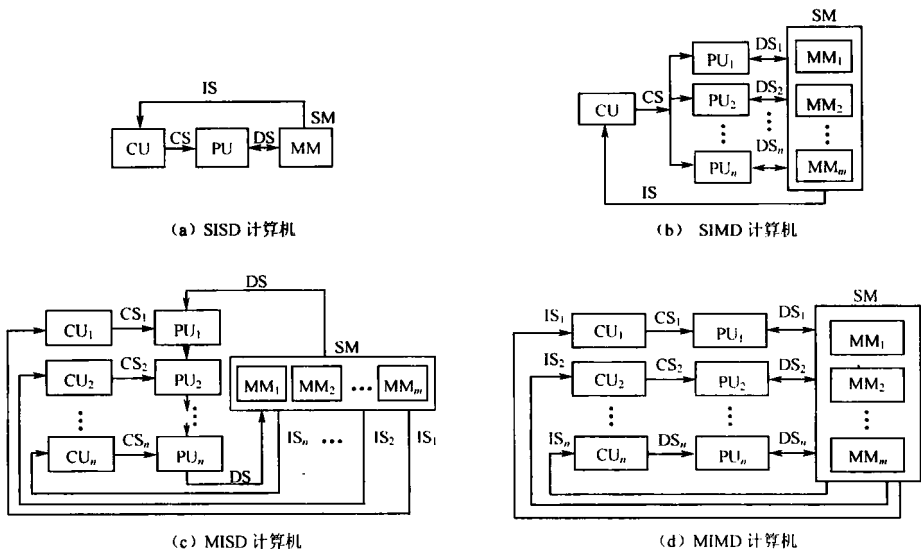 IS
SM
CU CS PU DS MM
(a) SISD 计算机
SM
PU₁ DS₁ MM₁
CU CS PU₂ DS₂ MM₂
⋮ ⋮ ⋮
PUₙ DSₙ MMₘ
IS
(b) SIMD 计算机
DS
CU₁ CS₁ PU₁
SM
CU₂ CS₂ PU₂ MM₁ MM₂ … MMₘ
⋮ ⋮
CUₙ CSₙ PUₙ DS ISₙ … IS₂ IS₁
(c) MISD 计算机
SM
IS₁ CU₁ CS₁ PU₁ DS₁ MM₁
IS₂ CU₂ CS₂ PU₂ DS₂ MM₂
⋮ ⋮ ⋮
ISₙ CUₙ DSₙ PUₙ DSₙ MMₘ
(d) MIMD 计算机